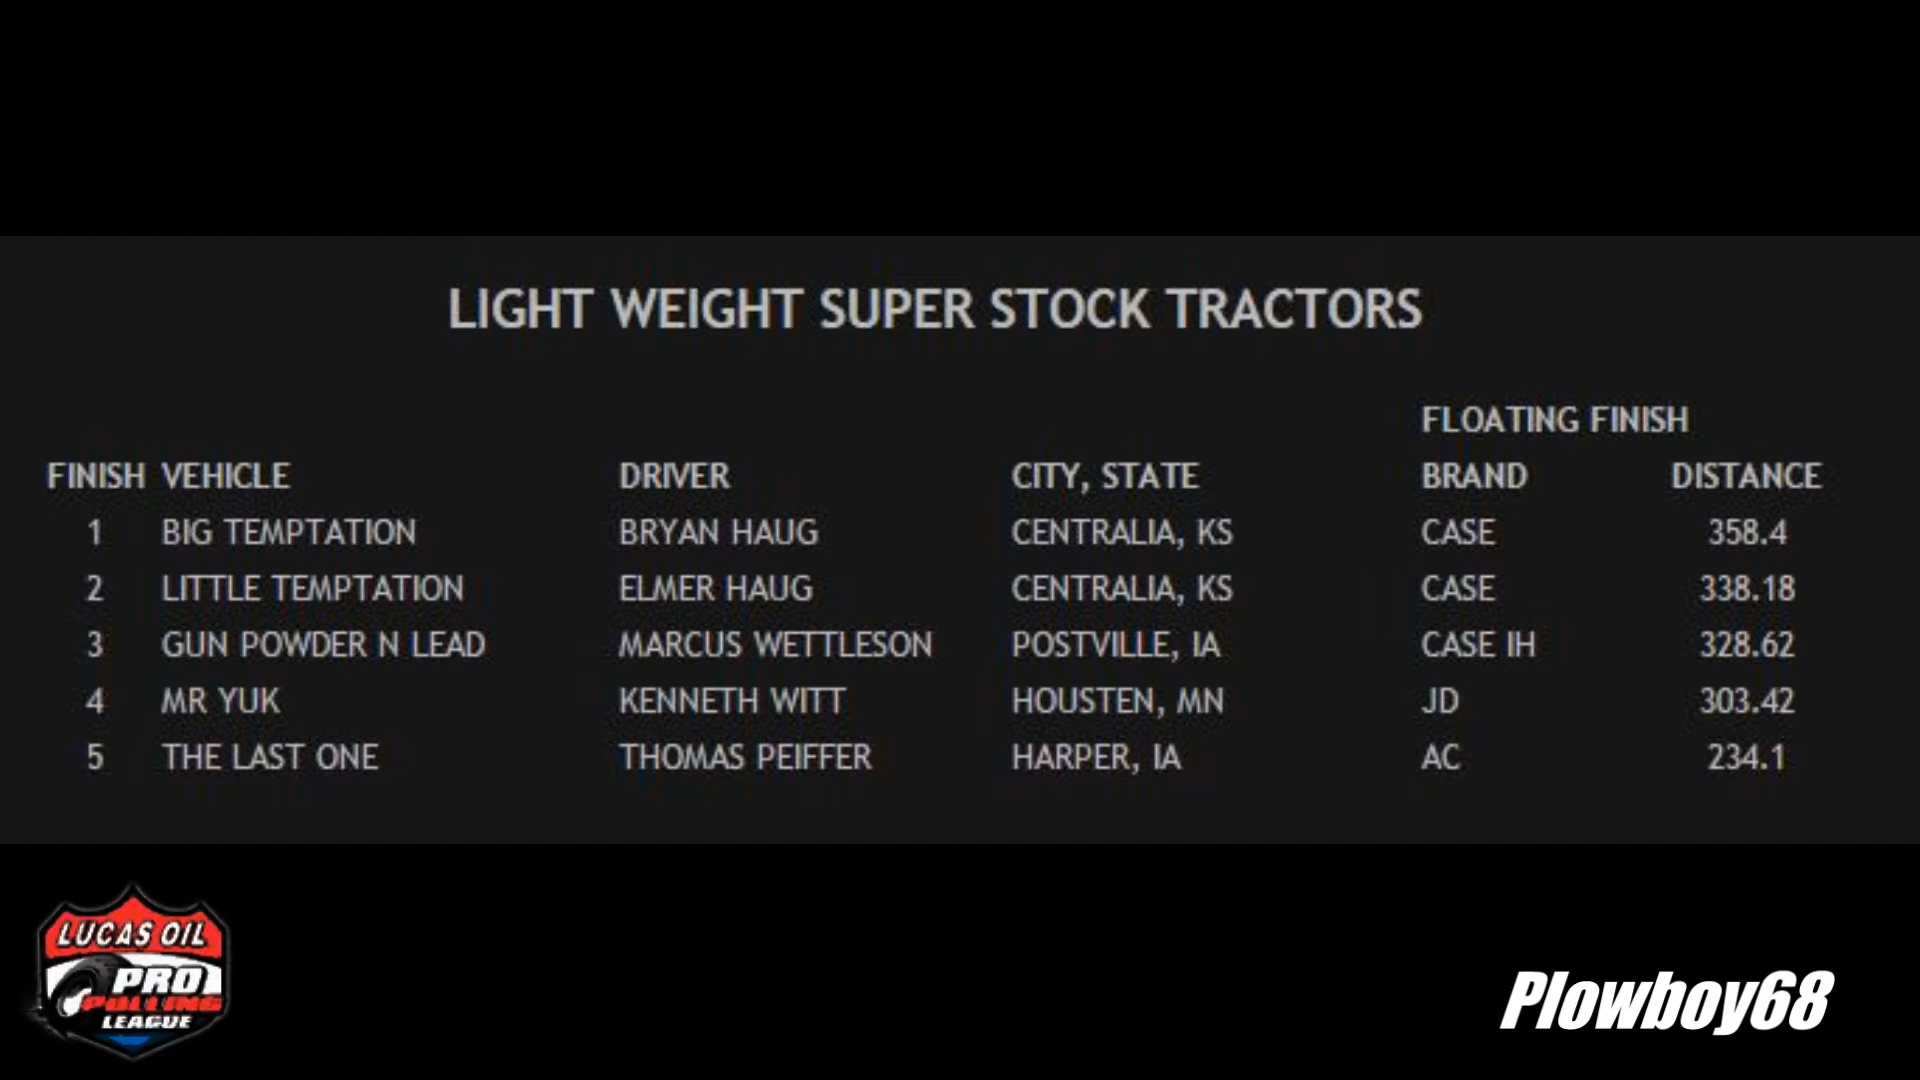 LIGHT WEIGHT SUPER STOCK TRACTORS
FLOATING FINISH
FINISH VEHICLE DRIVER CITY, STATE BRAND DISTANCE
1 BIG TEMPTATION BRYAN HAUG CENTRALIA, KS CASE 358.4
2 LITTLE TEMPTATION ELMER HAUG CENTRALIA, KS CASE 338.18
3 GUN POWDER N LEAD MARCUS WETTLESON POSTVILLE, IA CASE IH 328.62
4 MR YUK KENNETH WITT HOUSTEN, MN JD 303.42
5 THE LAST ONE THOMAS PEIFFER HARPER, IA AC 234.1
LUCAS OIL
PRO
PULLING
LEAGUE
Plowboy68